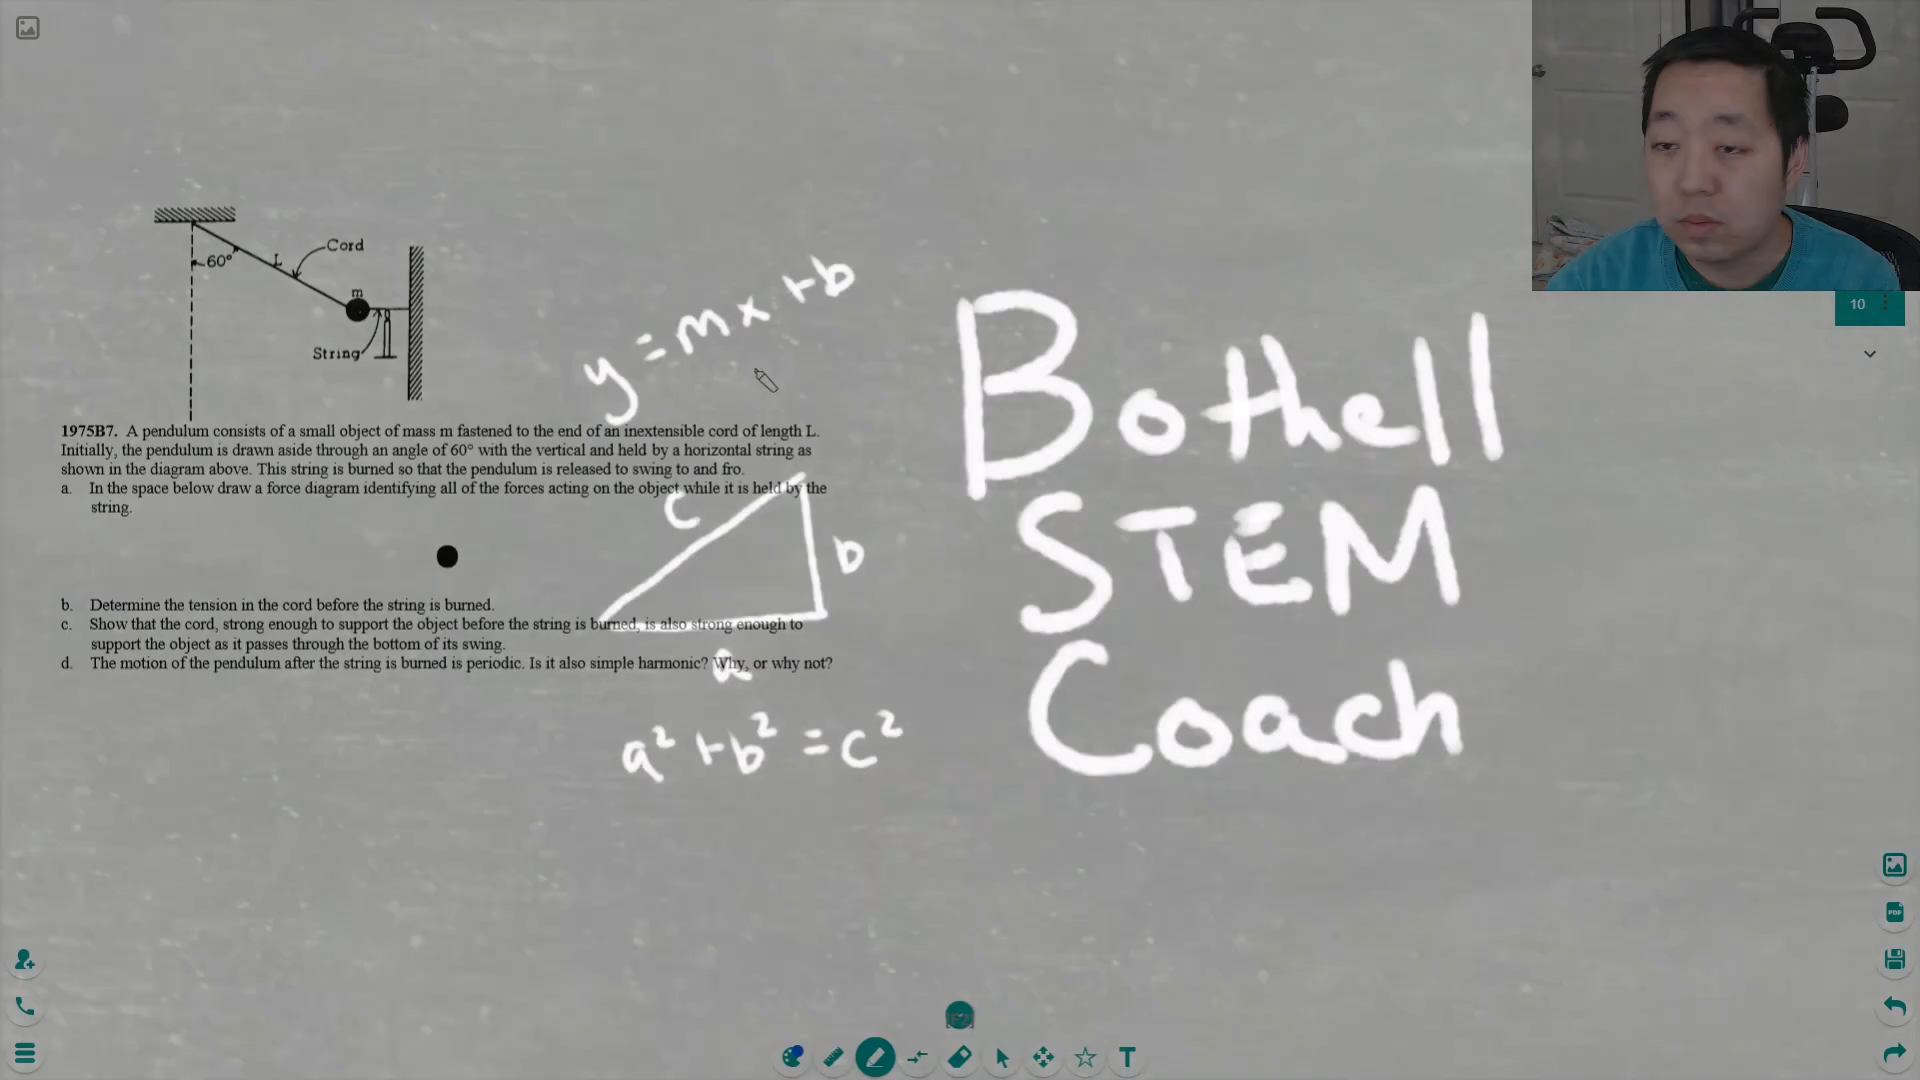 Cord
60°
L
m
String
y = mx + b
1975B7. A pendulum consists of a small object of mass m fastened to the end of an inextensible cord of length L.
Initially, the pendulum is drawn aside through an angle of 60° with the vertical and held by a horizontal string as
shown in the diagram above. This string is burned so that the pendulum is released to swing to and fro.
a. In the space below draw a force diagram identifying all of the forces acting on the object while it is held by the
string.
b. Determine the tension in the cord before the string is burned.
c. Show that the cord, strong enough to support the object before the string is burned, is also strong enough to
support the object as it passes through the bottom of its swing.
d. The motion of the pendulum after the string is burned is periodic. Is it also simple harmonic? Why, or why not?
c
b
a
a² + b² = c²
Bothell
STEM
Coach
10
PDF
T